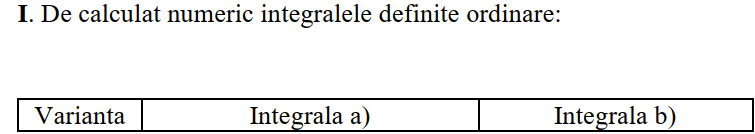 I. De calculat numeric integralele definite ordinare:
Varianta Integrala a) Integrala b)